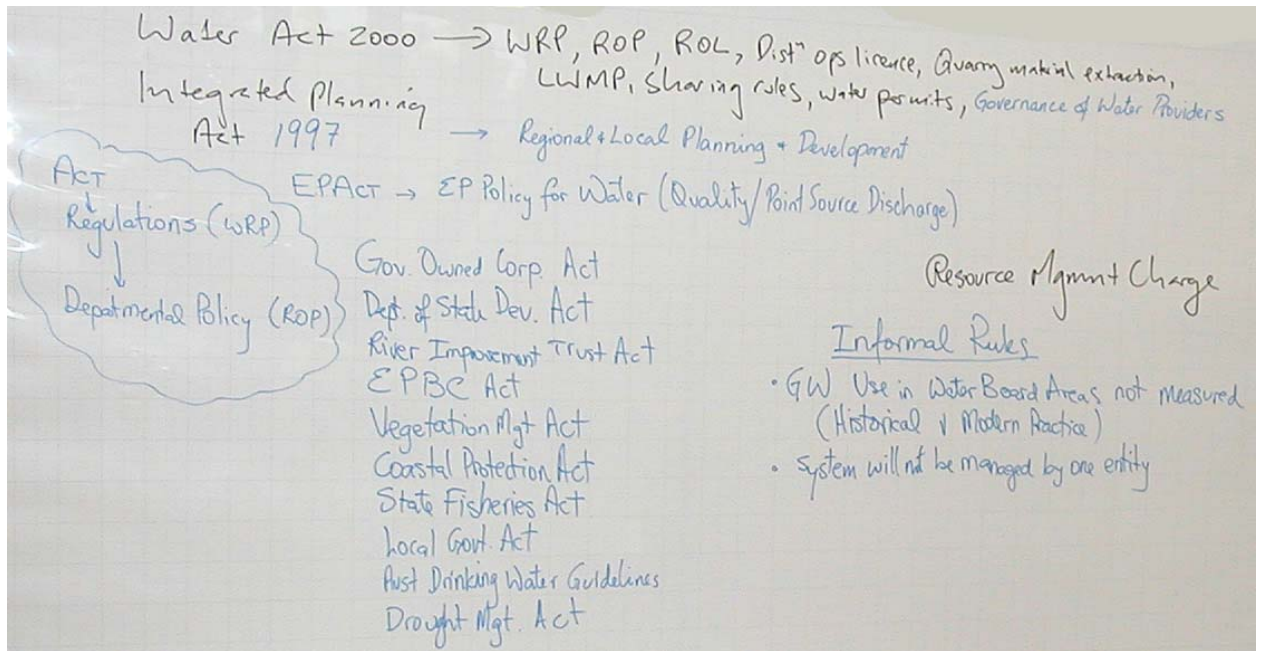 Water Act 2000 → WRP, ROP, ROL, Distⁿ ops licence, Quarry material extraction,
LWMP, sharing rules, water permits, Governance of Water Providers
Integrated Planning
Act 1997 → Regional & Local Planning & Development
EPAct → EP Policy for Water (Quality/Point Source Discharge)
Act
↓
Regulations (WRP)
↓
Depatmental Policy (ROP)
Gov. Owned Corp. Act
Dept. of State Dev. Act
River Improvement Trust Act
EPBC Act
Vegetation Mgt Act
Coastal Protection Act
State Fisheries Act
Local Govt. Act
Aust Drinking Water Guidelines
Drought Mgt. Act
Resource Mgmnt Charge
Informal Rules
• GW Use in Water Board Areas not measured
(Historical v Modern Practice)
• System will not be managed by one entity